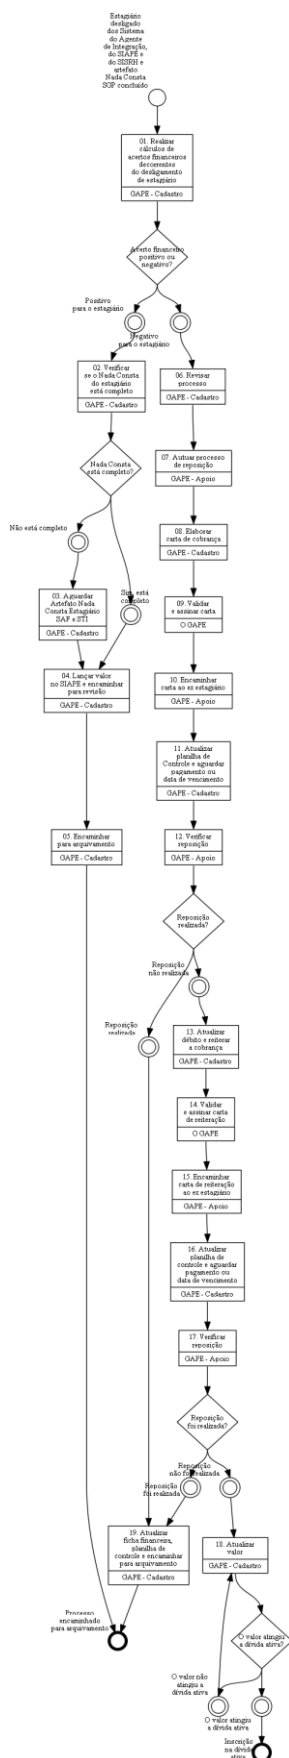 Estagiário
desligado
dos Sistema
do Agente
de Integração,
do SIAPE e
do SISRH e
artefato
Nada Consta
SGP concluído
01. Realizar
cálculos de
acertos financeiros
decorrentes
do desligamento
de estagiário
GAPE - Cadastro
Acerto financeiro
positivo ou
negativo?
Positivo
para o estagiário
Negativo
para o estagiário
02. Verificar
se o Nada Consta
do estagiário
está completo
GAPE - Cadastro
06. Revisar
processo
GAPE - Cadastro
Nada Consta
está completo?
07. Autuar processo
de reposição
GAPE - Apoio
Não está completo
08. Elaborar
carta de cobrança
GAPE - Cadastro
03. Aguardar
Artefato Nada
Consta Estagiário
SAF e STI
GAPE - Cadastro
Sim, está
completo
09. Validar
e assinar carta
O GAPE
04. Lançar valor
no SIAPE e encaminhar
para revisão
GAPE - Cadastro
10. Encaminhar
carta ao ex estagiário
GAPE - Apoio
11. Atualizar
planilha de
Controle e aguardar
pagamento ou
data de vencimento
GAPE - Cadastro
05. Encaminhar
para arquivamento
GAPE - Cadastro
12. Verificar
reposição
GAPE - Apoio
Reposição
realizada?
Reposição
não realizada
Reposição
realizada
13. Atualizar
débito e reiterar
a cobrança
GAPE - Cadastro
14. Validar
e assinar carta
de reiteração
O GAPE
15. Encaminhar
carta de reiteração
ao ex estagiário
GAPE - Apoio
16. Atualizar
planilha de
controle e aguardar
pagamento ou
data de vencimento
GAPE - Cadastro
17. Verificar
reposição
GAPE - Apoio
Reposição
foi realizada?
Reposição
não foi realizada
Reposição
foi realizada
19. Atualizar
ficha financeira,
planilha de
controle e encaminhar
para arquivamento
GAPE - Cadastro
18. Atualizar
valor
GAPE - Cadastro
Processo
encaminhado
para arquivamento
O valor atingiu
a dívida ativa?
O valor não
atingiu a
dívida ativa
O valor atingiu
a dívida ativa
Inscrição
na dívida
ativa